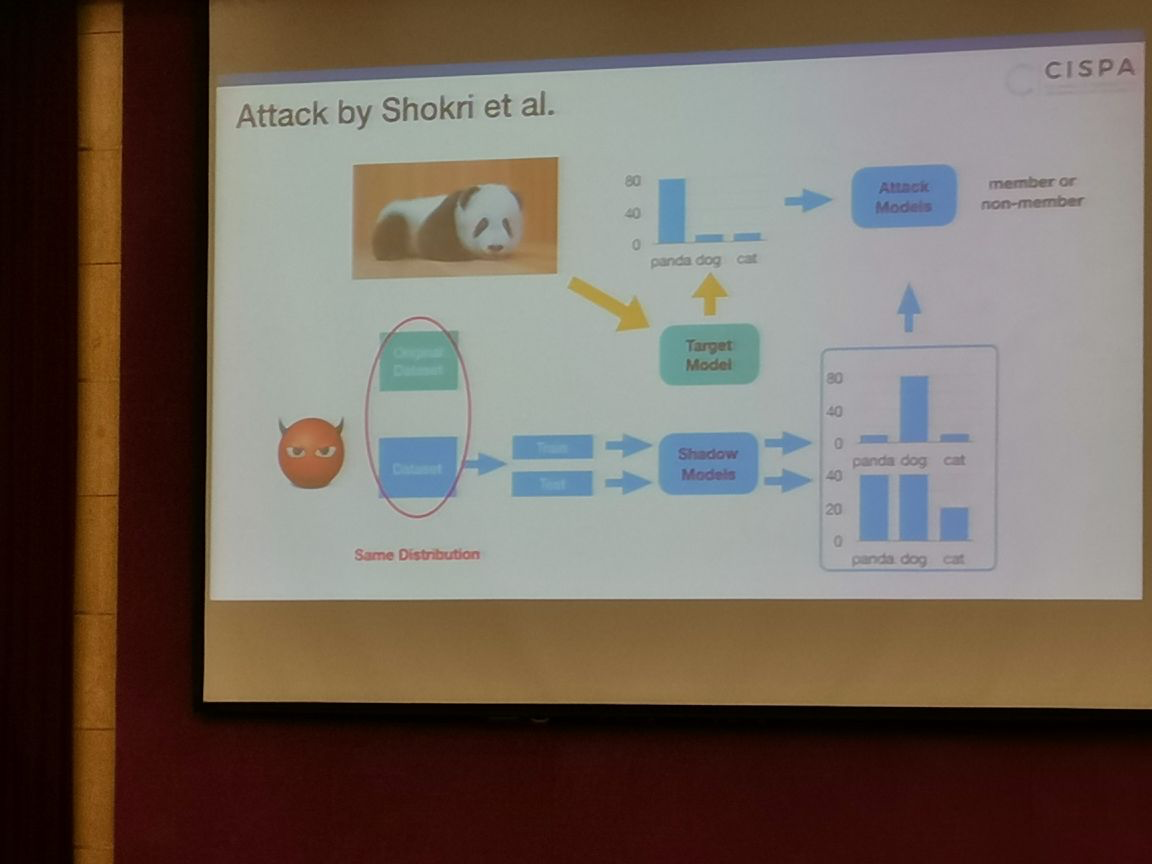 CISPA
Attack by Shokri et al.
80
40
0
panda dog cat
Attack
Models
member or
non-member
Original
Dataset
Target
Model
Dataset
Train
Test
Shadow
Models
80
40
0
panda dog cat
40
20
0
panda dog cat
Same Distribution